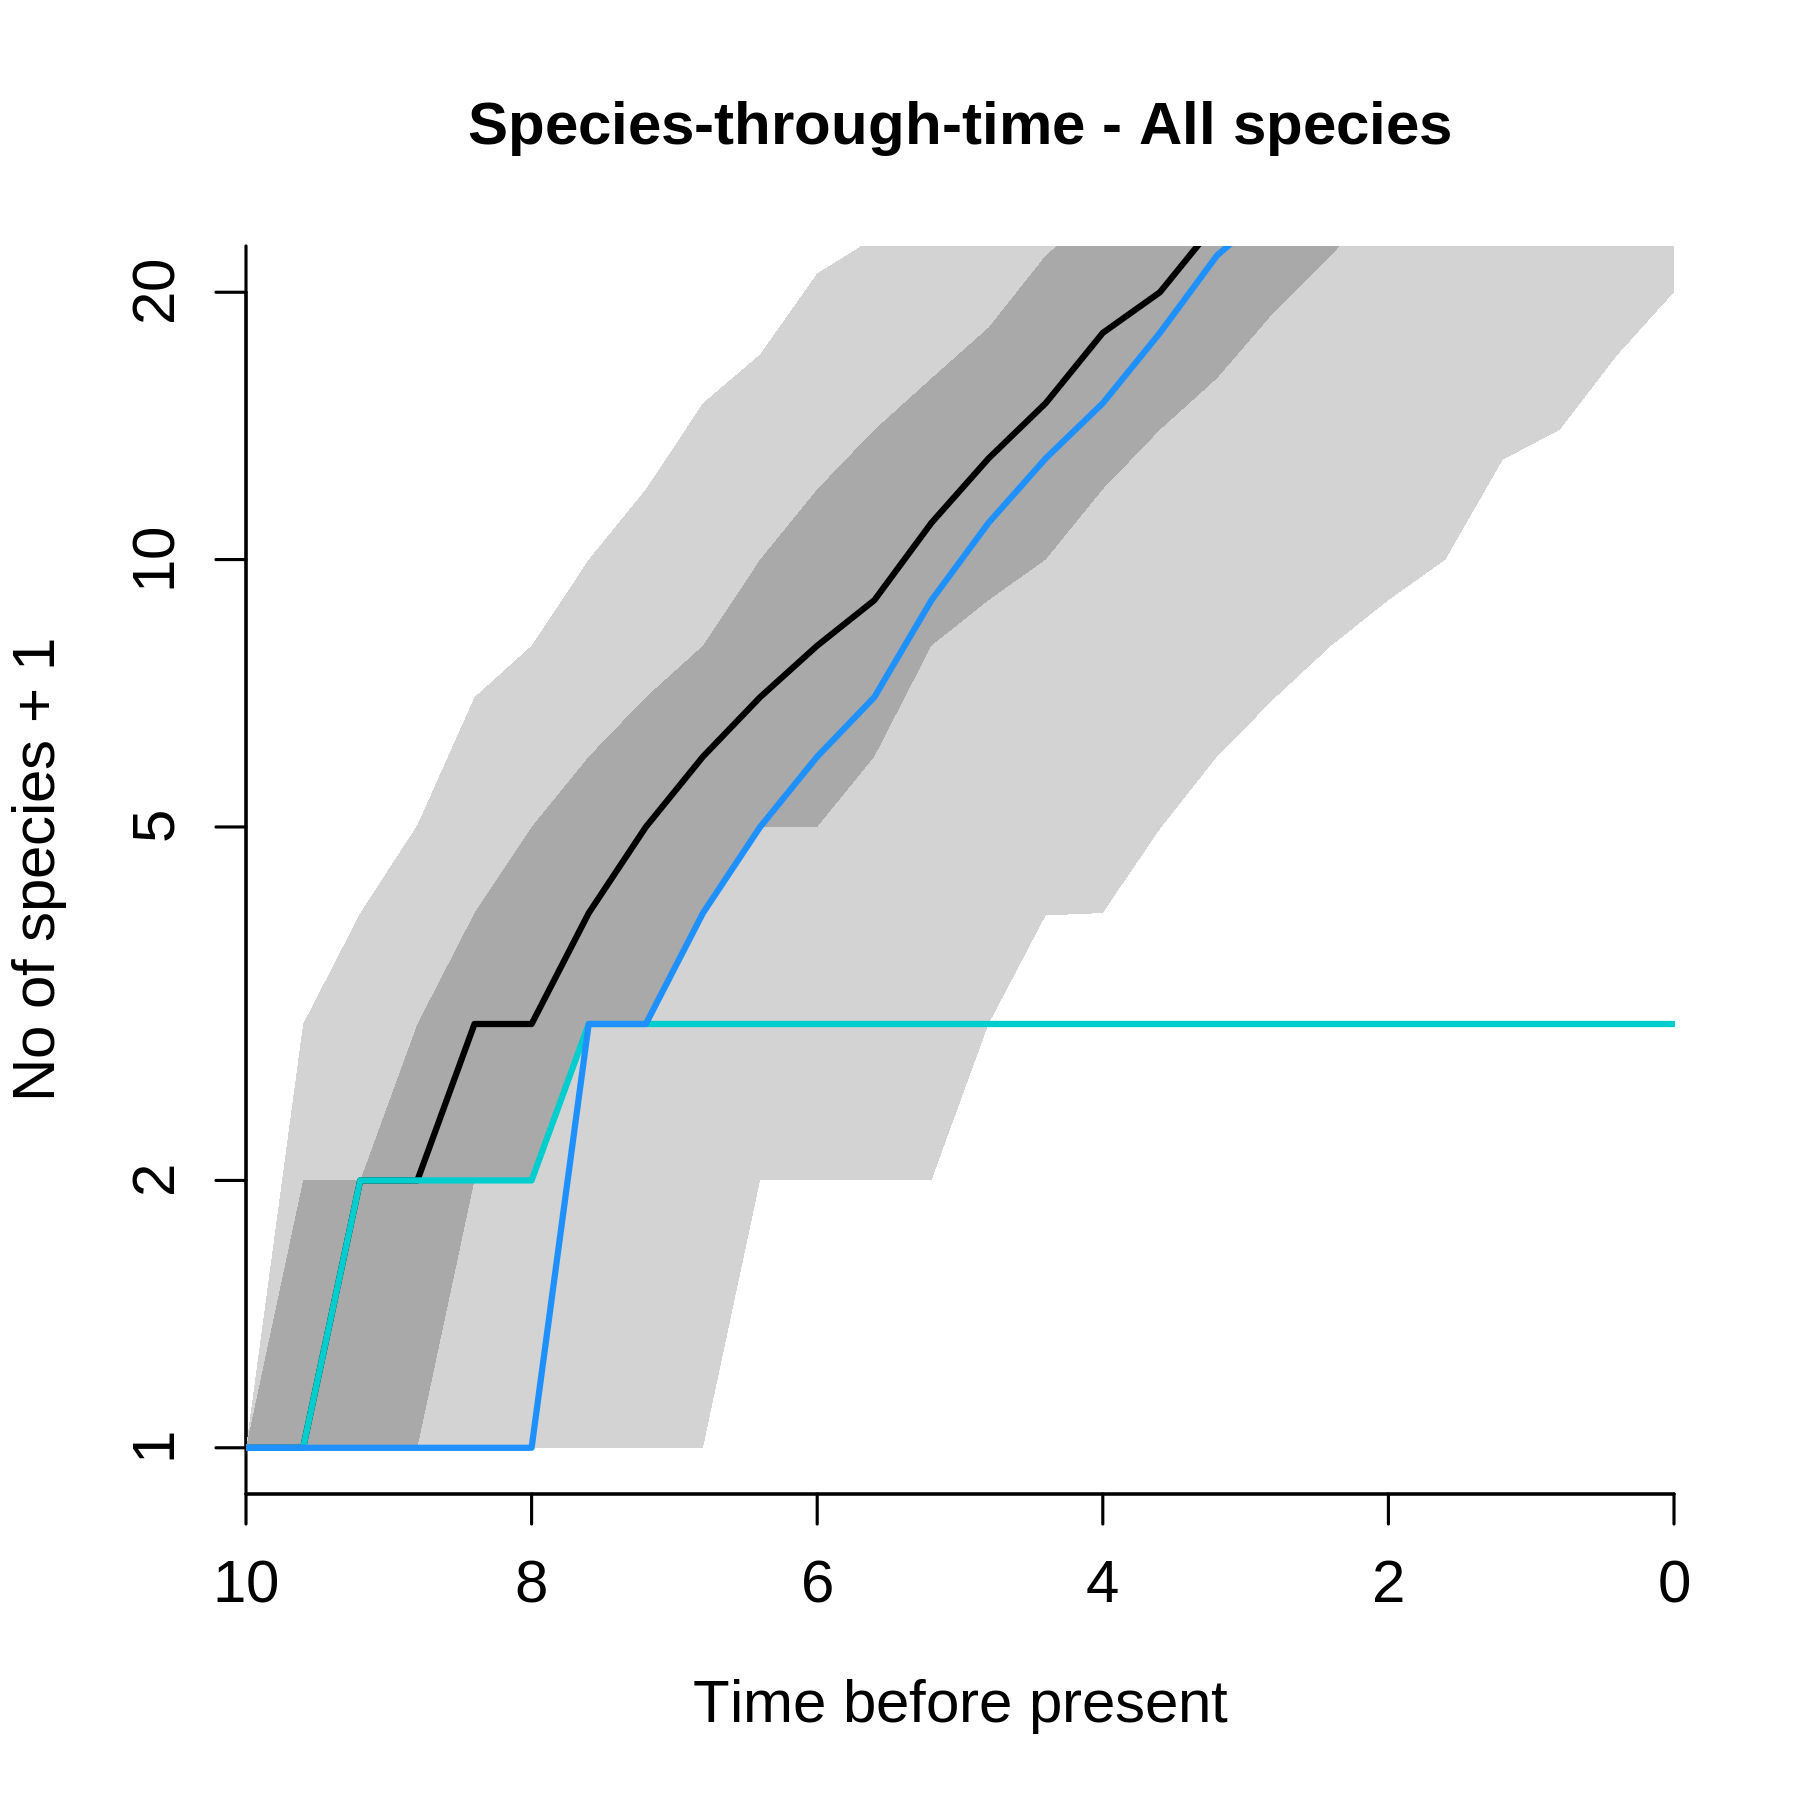 Species-through-time - All species
No of species + 1
20
10
5
2
1
10 8 6 4 2 0
Time before present